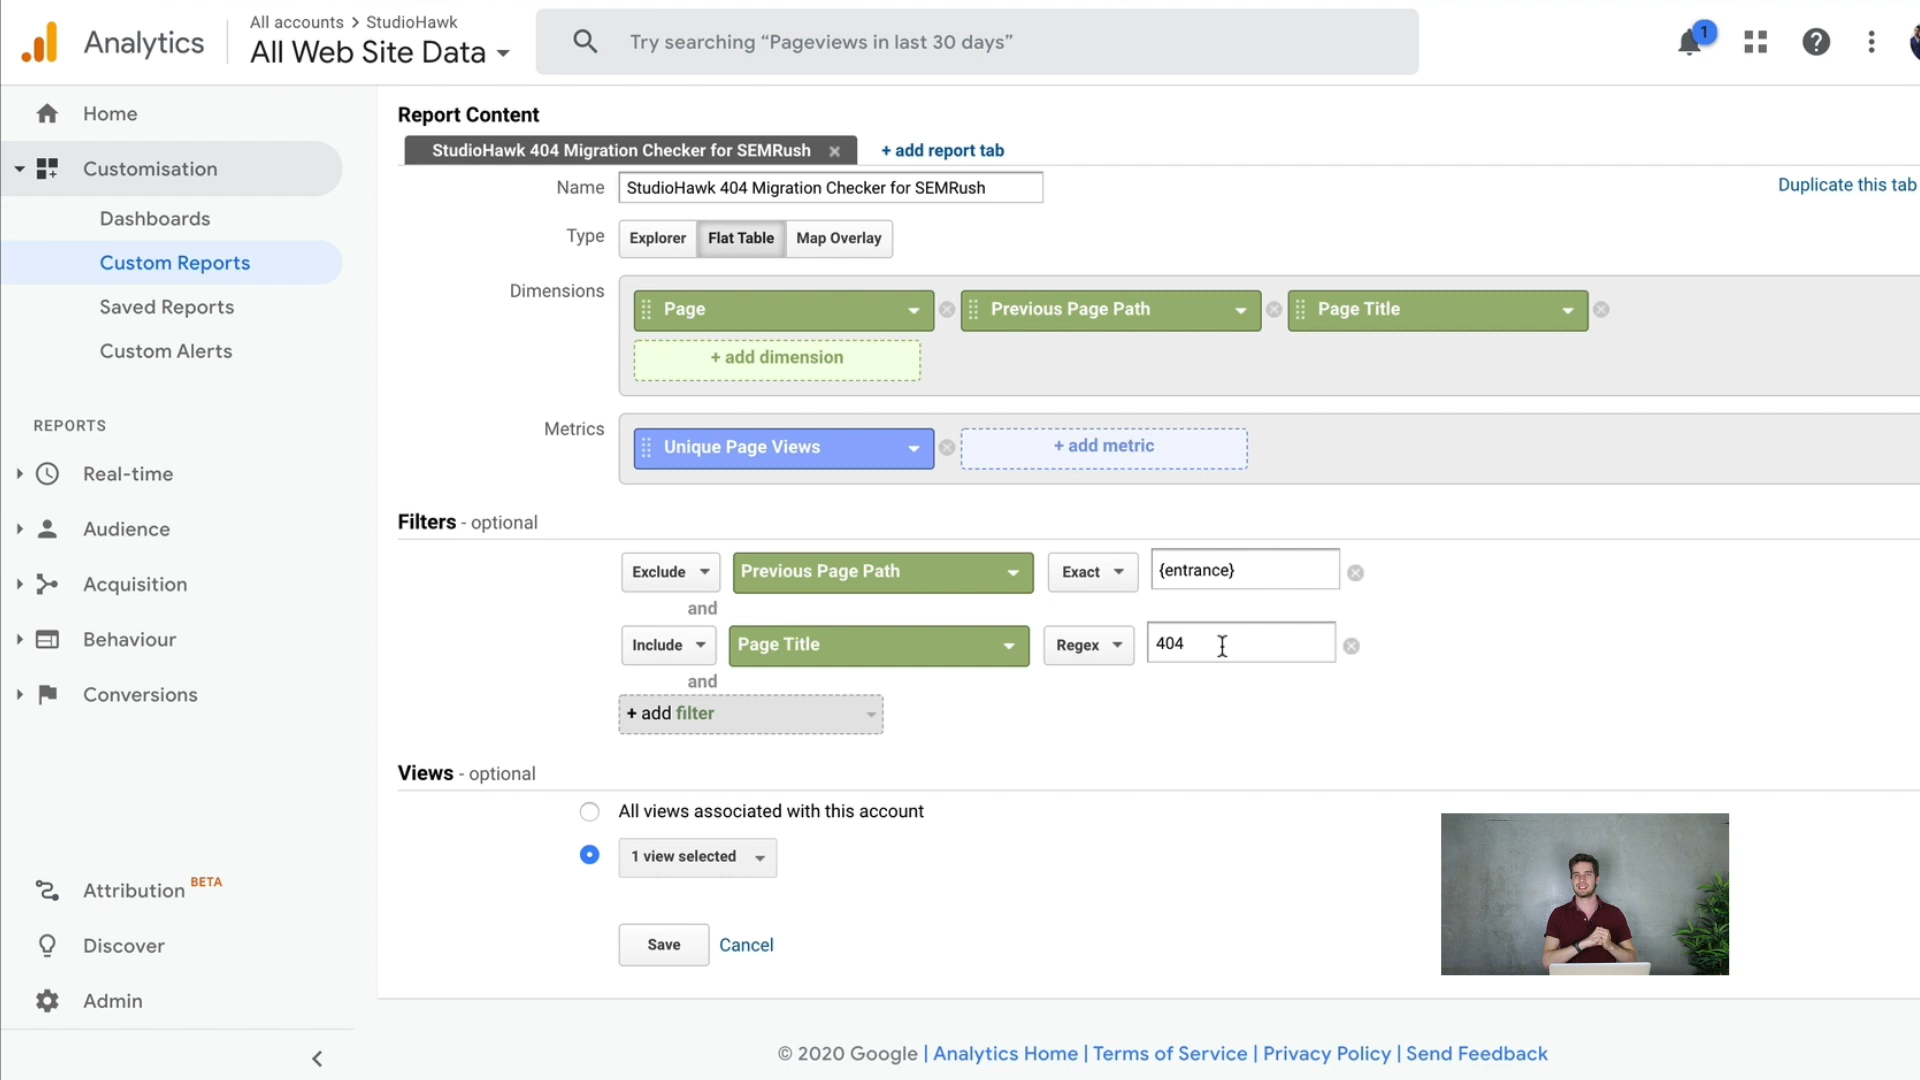 Analytics
All accounts > StudioHawk
All Web Site Data
Try searching “Pageviews in last 30 days”
1
Home
Customisation
Dashboards
Custom Reports
Saved Reports
Custom Alerts
REPORTS
Real-time
Audience
Acquisition
Behaviour
Conversions
Attribution BETA
Discover
Admin
Report Content
StudioHawk 404 Migration Checker for SEMRush
+ add report tab
Name
StudioHawk 404 Migration Checker for SEMRush
Duplicate this tab
Type
Explorer Flat Table Map Overlay
Dimensions
Page Previous Page Path Page Title
+ add dimension
Metrics
Unique Page Views + add metric
Filters - optional
Exclude Previous Page Path Exact {entrance}
and
Include Page Title Regex 404
and
+ add filter
Views - optional
All views associated with this account
1 view selected
Save Cancel
© 2020 Google | Analytics Home | Terms of Service | Privacy Policy | Send Feedback